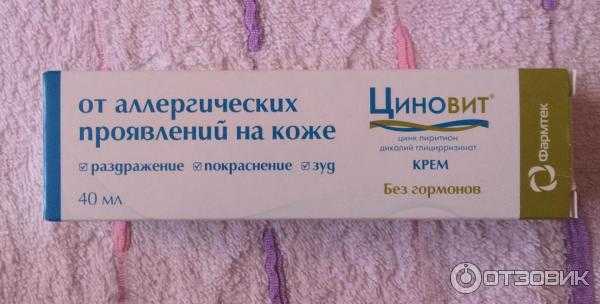 от аллергических
проявлений на коже
раздражение покраснение зуд
40 мл
Циновит®
цинк пиритион
дикалий глицирризинат
КРЕМ
Без гормонов
Фармтек
ОТЗОВИК